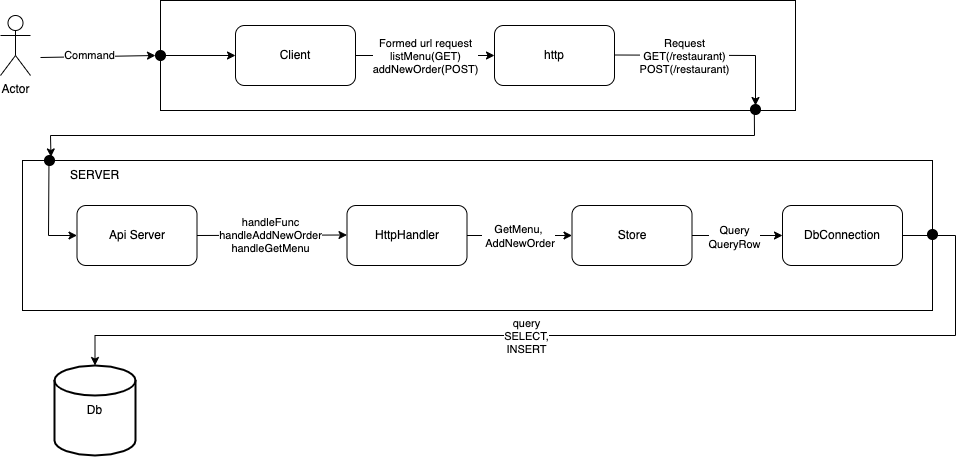 Actor
Command
Client
Formed url request
listMenu(GET)
addNewOrder(POST)
http
Request
GET(/restaurant)
POST(/restaurant)
SERVER
Api Server
handleFunc
handleAddNewOrder
handleGetMenu
HttpHandler
GetMenu,
AddNewOrder
Store
Query
QueryRow
DbConnection
query
SELECT,
INSERT
Db